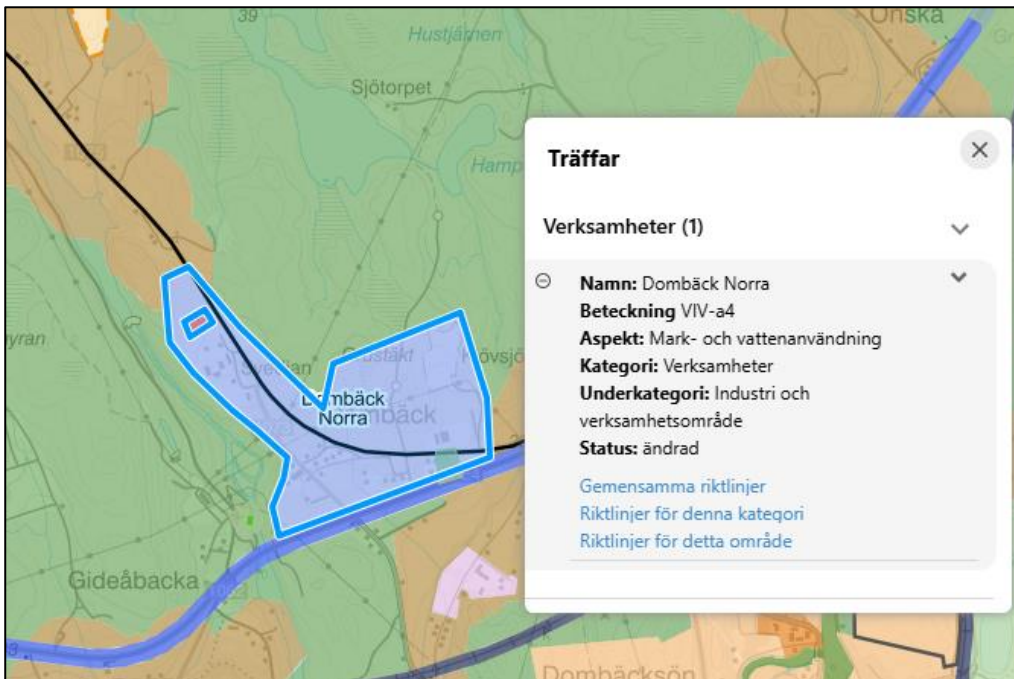 39
Hustjärnen
Önska
Sjötorpet
Träffar
Verksamheter (1)
Namn: Dombäck Norra
Beteckning VIV-a4
Aspekt: Mark- och vattenanvändning
Kategori: Verksamheter
Underkategori: Industri och
verksamhetsområde
Status: ändrad
Gemensamma riktlinjer
Riktlinjer för denna kategori
Riktlinjer för detta område
Dombäck
Norra
Gideåbacka
Dombäcksön